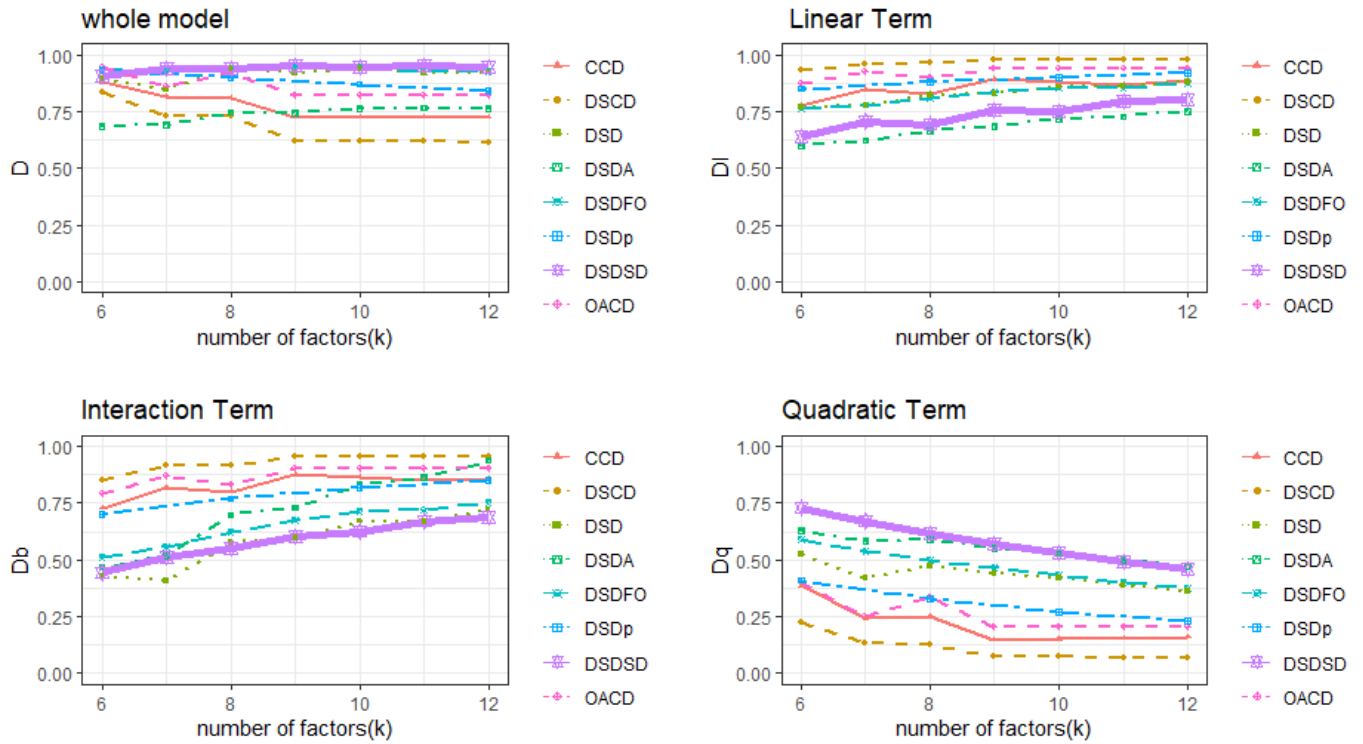 whole model
D
1.00
0.75
0.50
0.25
0.00
6
8
10
12
number of factors(k)
CCD
DSCD
DSD
DSDA
DSDFO
DSDp
DSDSD
OACD
Linear Term
Dl
1.00
0.75
0.50
0.25
0.00
6
8
10
12
number of factors(k)
CCD
DSCD
DSD
DSDA
DSDFO
DSDp
DSDSD
OACD
Interaction Term
Db
1.00
0.75
0.50
0.25
0.00
6
8
10
12
number of factors(k)
CCD
DSCD
DSD
DSDA
DSDFO
DSDp
DSDSD
OACD
Quadratic Term
Dq
1.00
0.75
0.50
0.25
0.00
6
8
10
12
number of factors(k)
CCD
DSCD
DSD
DSDA
DSDFO
DSDp
DSDSD
OACD